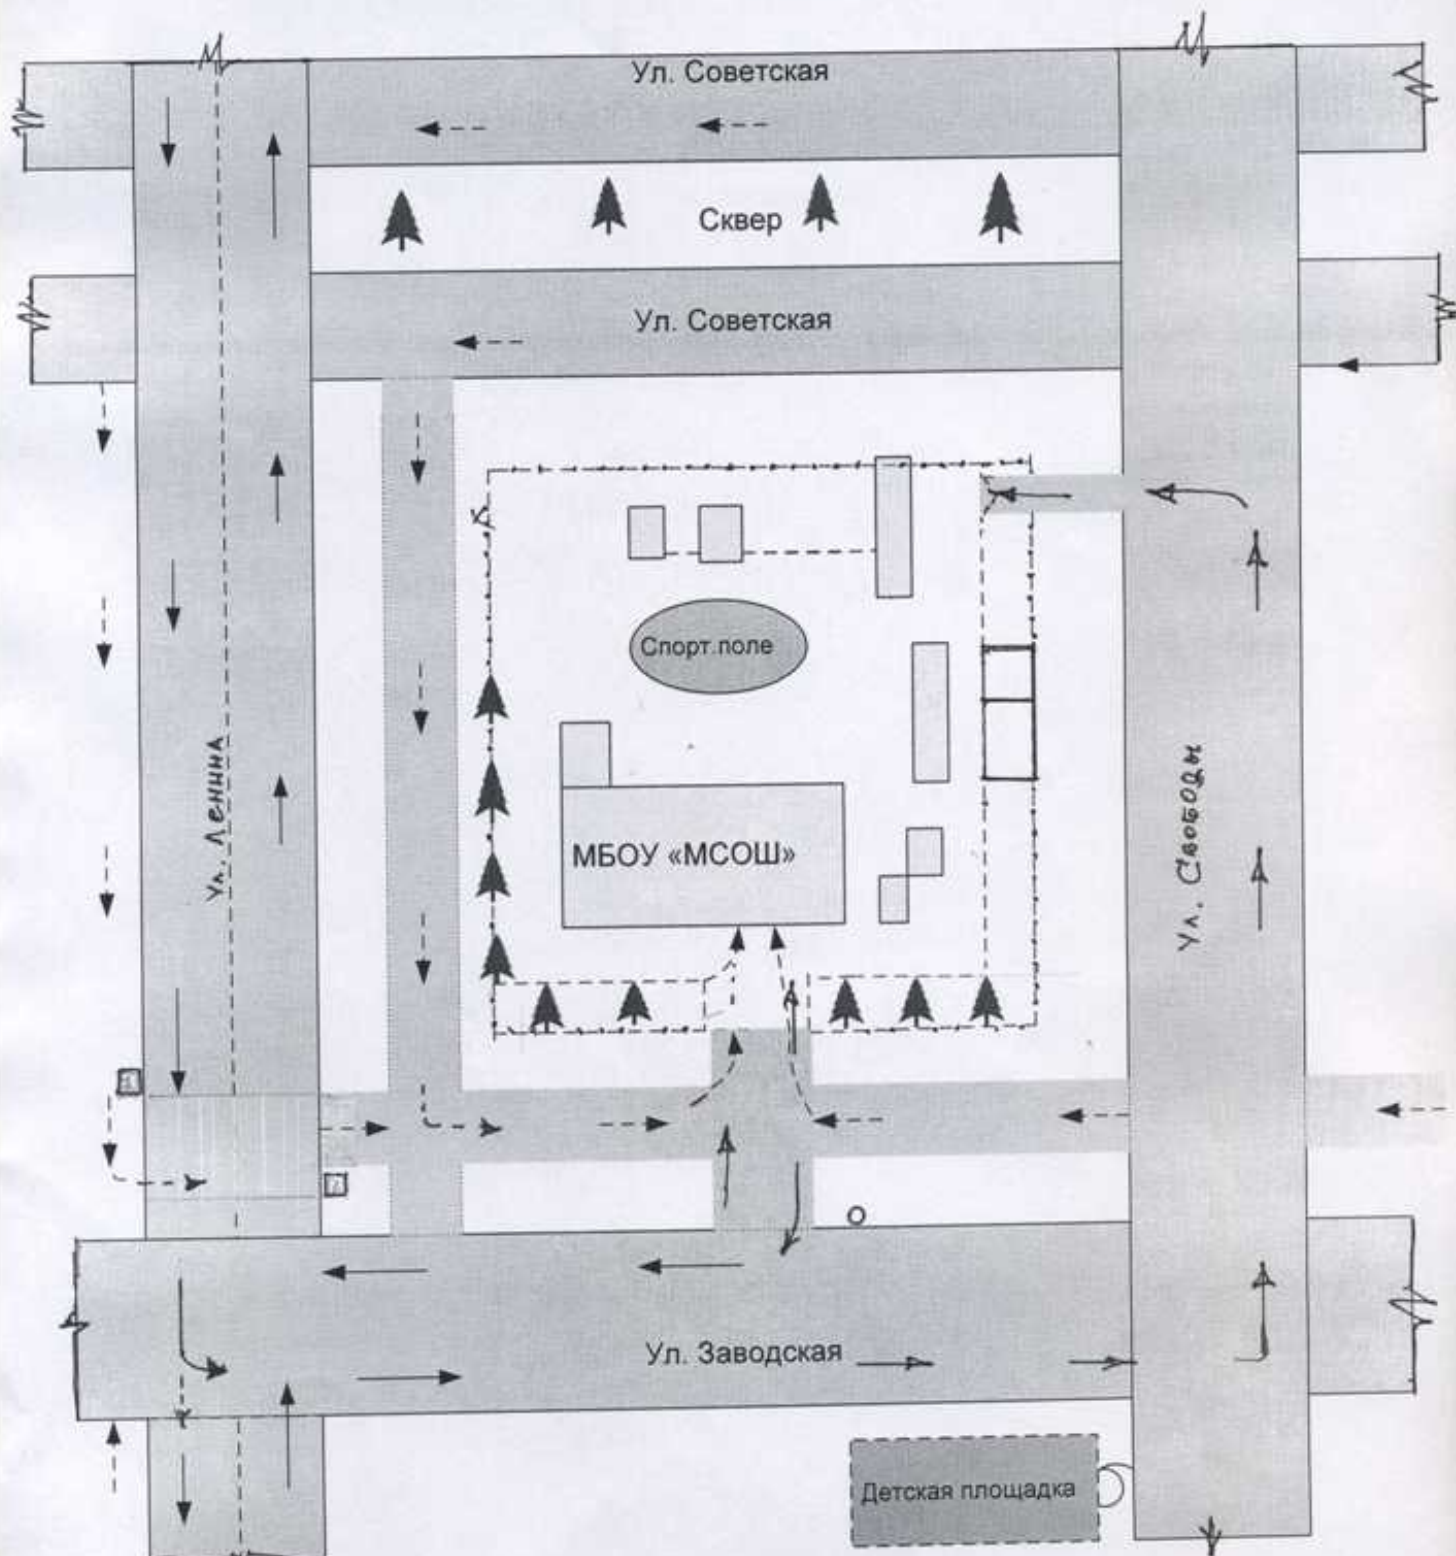 Ул. Советская
Сквер
Ул. Советская
Спорт.поле
Ул. Ленина
МБОУ «МСОШ»
Ул. Свободы
Ул. Заводская
Детская площадка